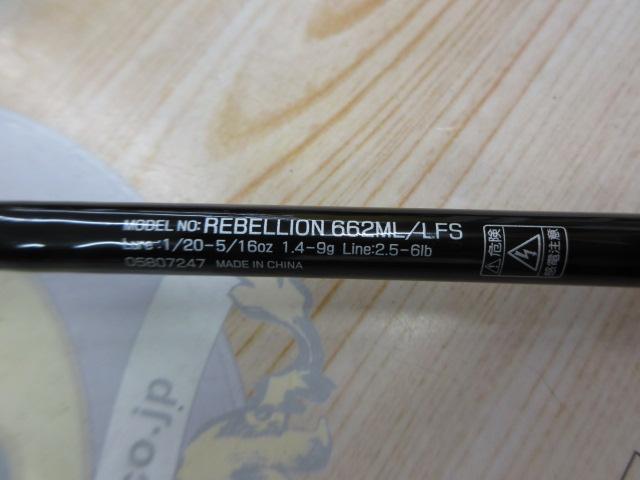 MODEL NO: REBELLION 662ML/LFS
Lure:1/20-5/16oz 1.4-9g Line:2.5-6lb
05807247 MADE IN CHINA
危険
感電注意
co.jp